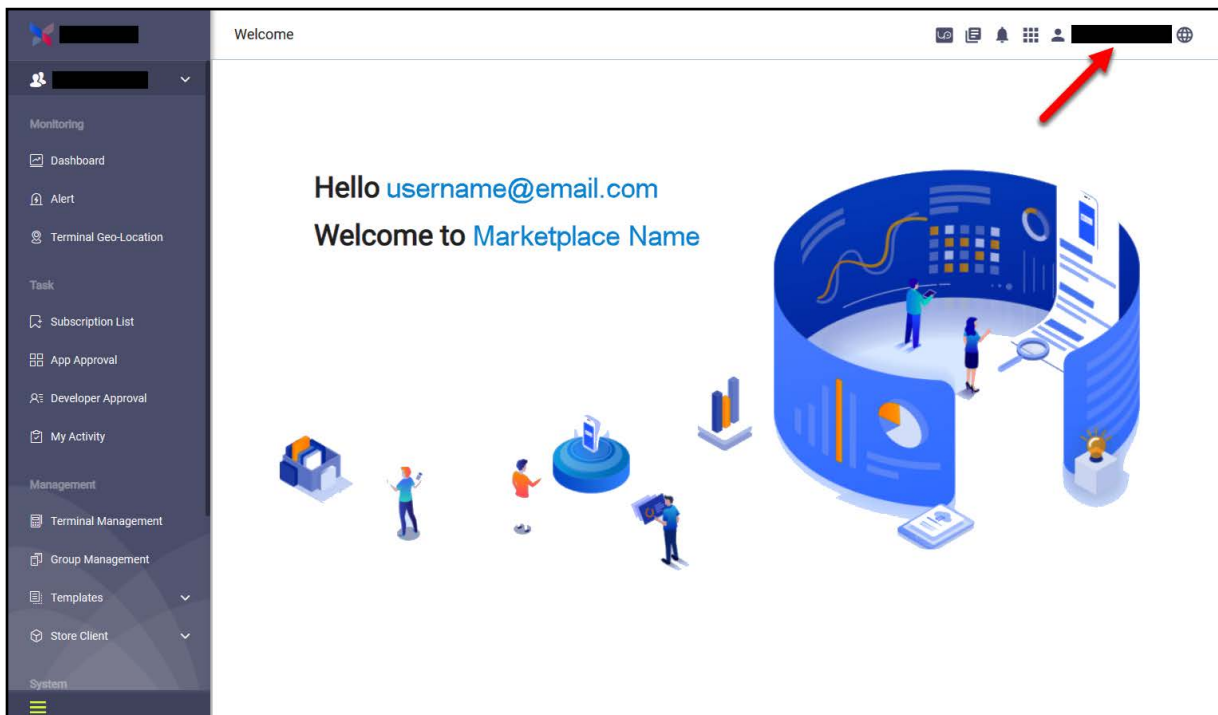 Welcome
Monitoring
Dashboard
Alert
Terminal Geo-Location
Task
Subscription List
App Approval
Developer Approval
My Activity
Management
Terminal Management
Group Management
Templates
Store Client
System
Hello username@email.com
Welcome to Marketplace Name